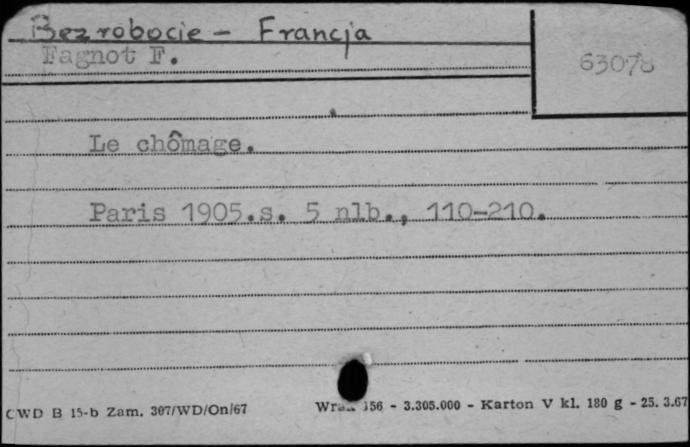 Bezrobocie - Francja
63078
Fagnot F.
Le chômage.
Paris 1905.s. 5 nlb., 110-210.
CWD B 15-b Zam. 307/WD/On/67
156 - 3.305.000 - Karton V kl. 180 g - 25. 3.67